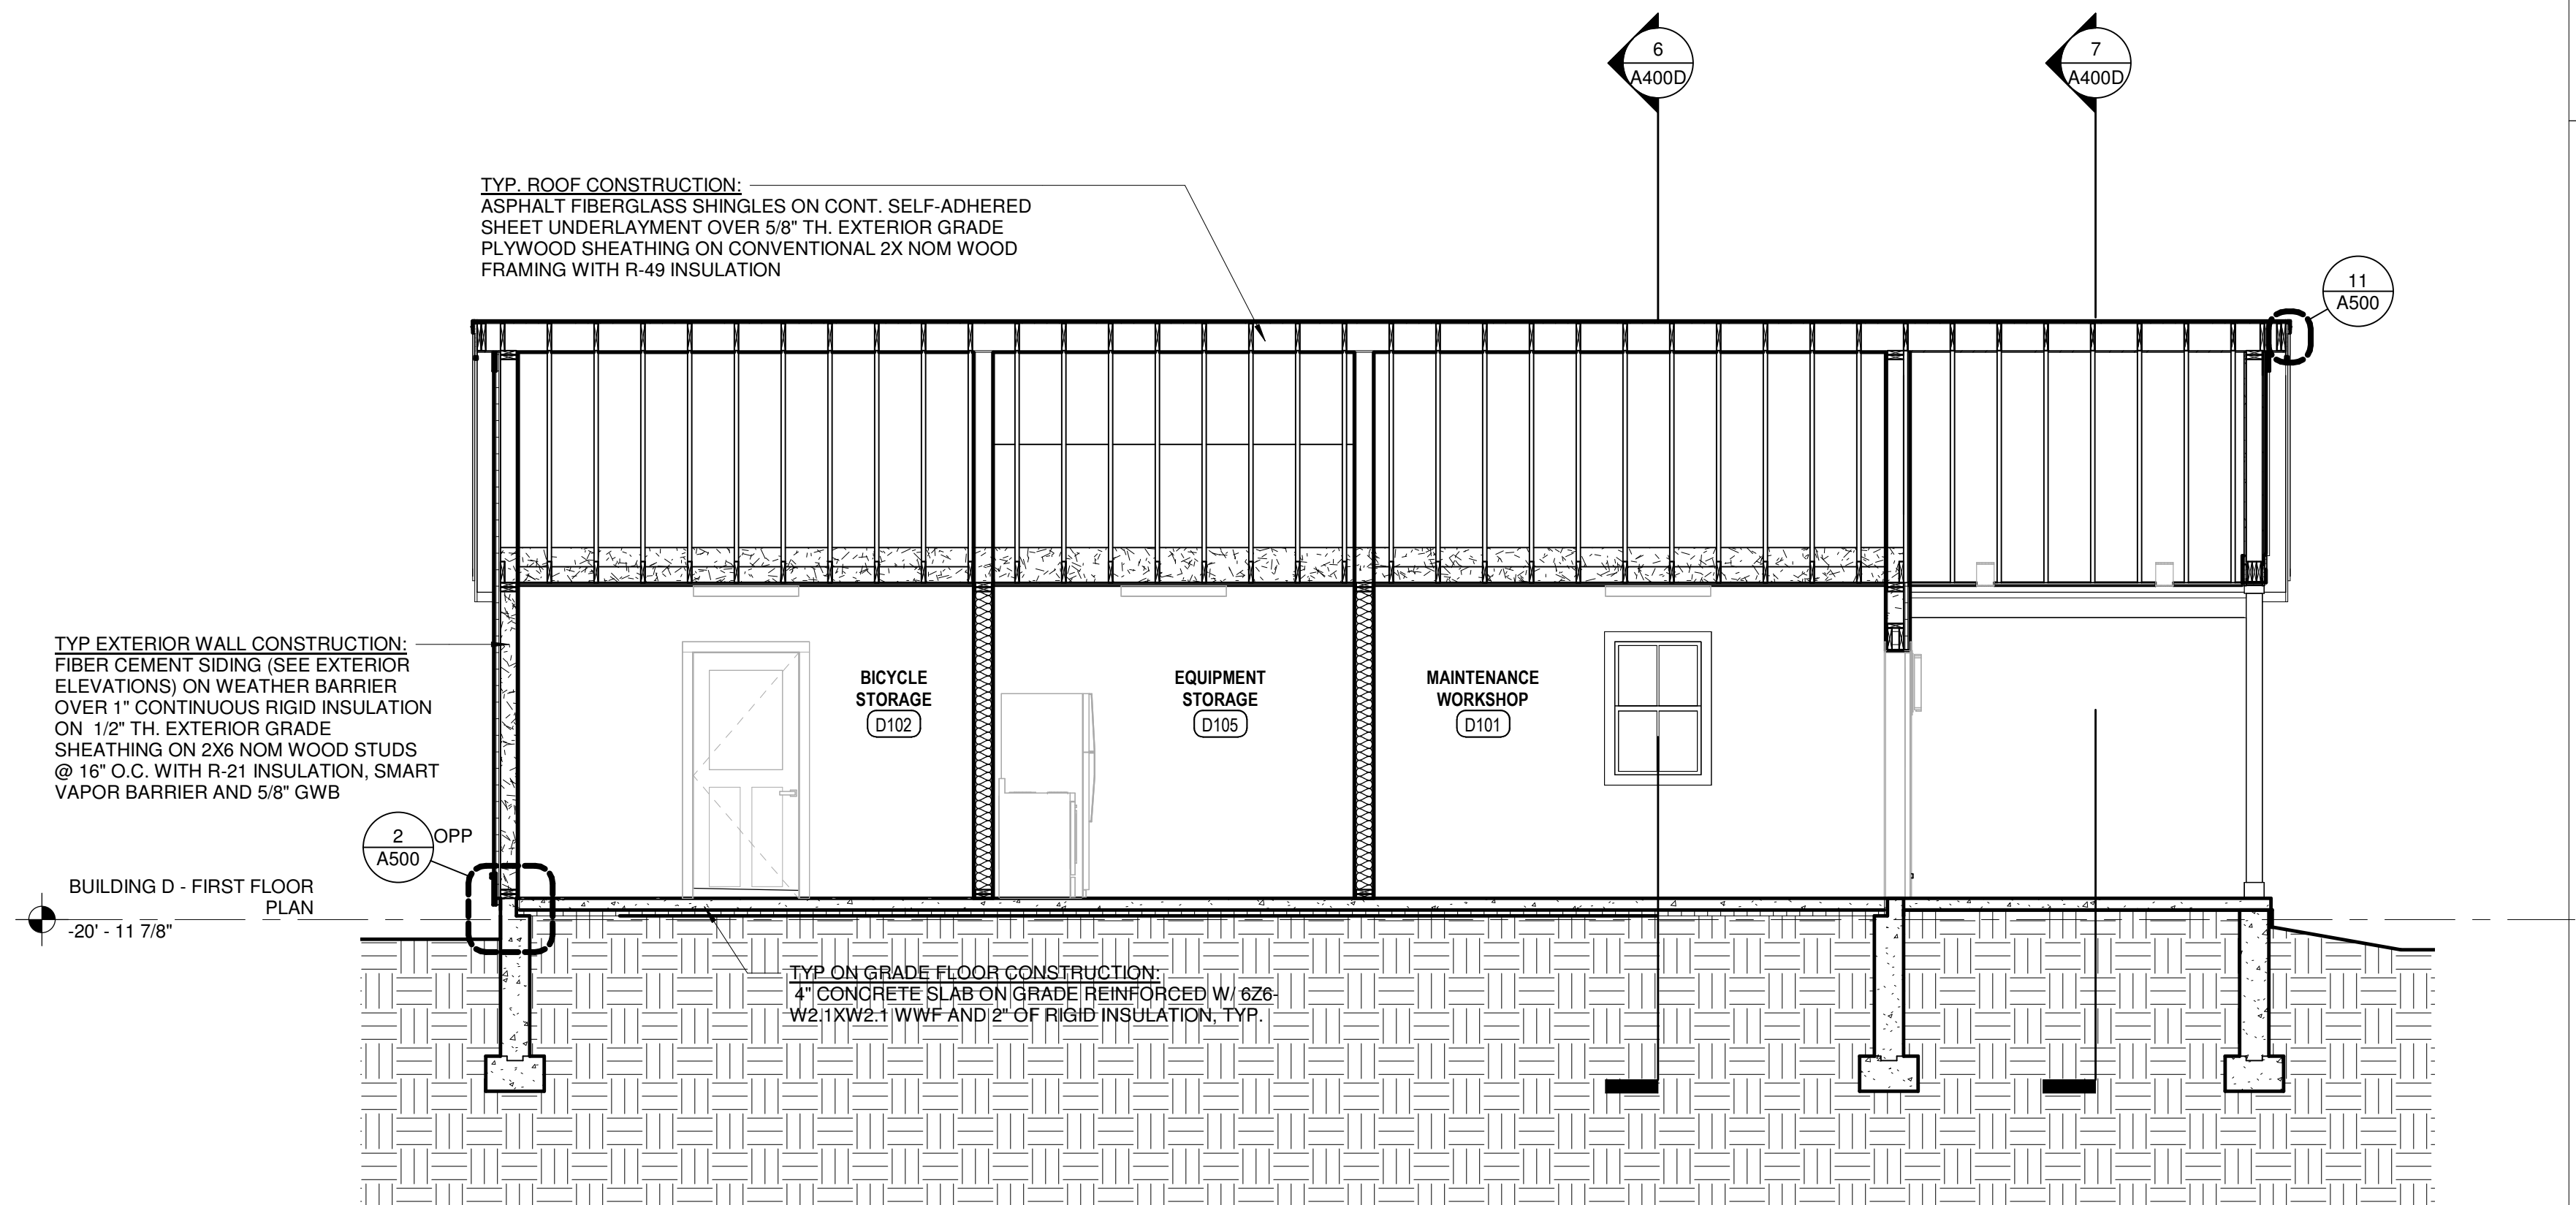 6
A400D
7
A400D
TYP. ROOF CONSTRUCTION:
ASPHALT FIBERGLASS SHINGLES ON CONT. SELF-ADHERED
SHEET UNDERLAYMENT OVER 5/8" TH. EXTERIOR GRADE
PLYWOOD SHEATHING ON CONVENTIONAL 2X NOM WOOD
FRAMING WITH R-49 INSULATION
11
A500
TYP EXTERIOR WALL CONSTRUCTION:
FIBER CEMENT SIDING (SEE EXTERIOR
ELEVATIONS) ON WEATHER BARRIER
OVER 1" CONTINUOUS RIGID INSULATION
ON 1/2" TH. EXTERIOR GRADE
SHEATHING ON 2X6 NOM WOOD STUDS
@ 16" O.C. WITH R-21 INSULATION, SMART
VAPOR BARRIER AND 5/8" GWB
BICYCLE
STORAGE
D102
EQUIPMENT
STORAGE
D105
MAINTENANCE
WORKSHOP
D101
2
A500
OPP
BUILDING D - FIRST FLOOR
PLAN
-20' - 11 7/8"
TYP ON GRADE FLOOR CONSTRUCTION:
4" CONCRETE SLAB ON GRADE REINFORCED W/ 6Z6-
W2.1XW2.1 WWF AND 2" OF RIGID INSULATION, TYP.